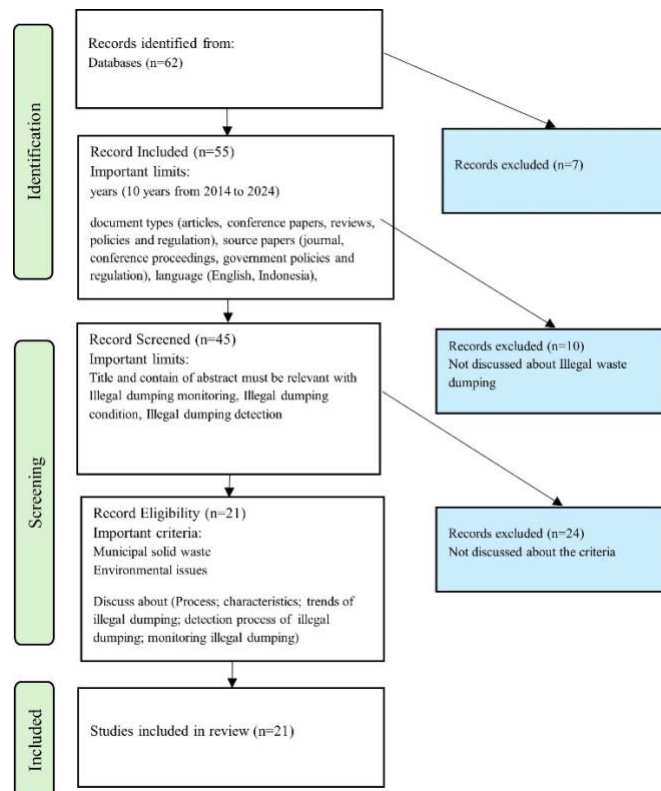 Identification
Records identified from:
Databases (n=62)
Records excluded (n=7)
Record Included (n=55)
Important limits:
years (10 years from 2014 to 2024)
document types (articles, conference papers, reviews,
policies and regulation), source papers (journal,
conference proceedings, government policies and
regulation), language (English, Indonesia),
Screening
Record Screened (n=45)
Important limits:
Title and contain of abstract must be relevant with
Illegal dumping monitoring, Illegal dumping
condition, Illegal dumping detection
Records excluded (n=10)
Not discussed about Illegal waste
dumping
Record Eligibility (n=21)
Important criteria:
Municipal solid waste
Environmental issues
Discuss about (Process; characteristics; trends of
illegal dumping; detection process of illegal
dumping; monitoring illegal dumping)
Records excluded (n=24)
Not discussed about the criteria
Included
Studies included in review (n=21)